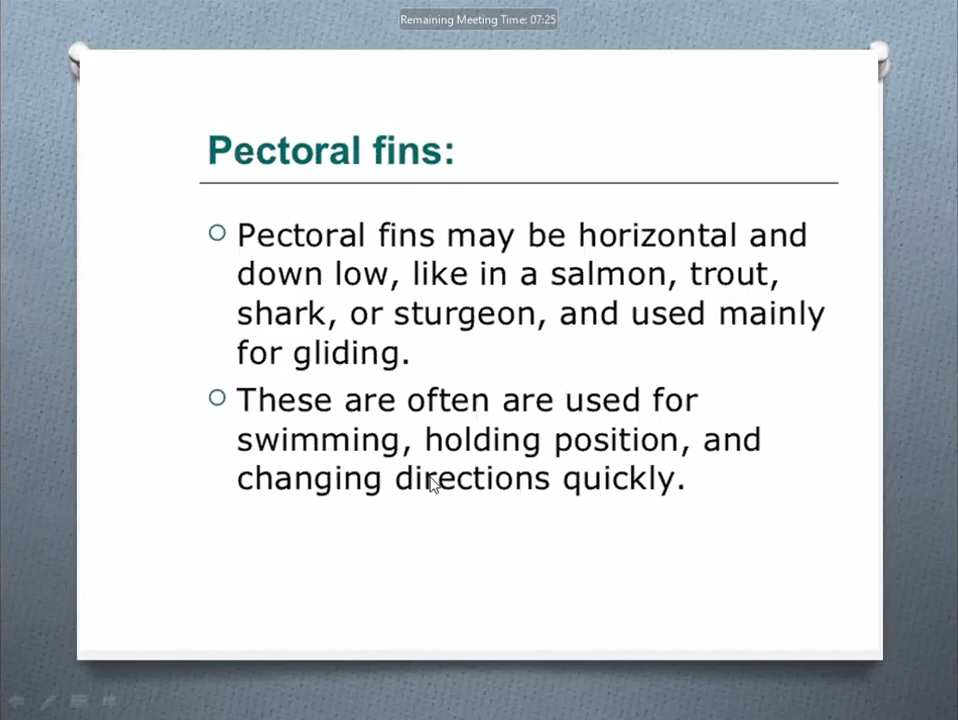 Remaining Meeting Time: 07:25
Pectoral fins:
Pectoral fins may be horizontal and
down low, like in a salmon, trout,
shark, or sturgeon, and used mainly
for gliding.
These are often are used for
swimming, holding position, and
changing directions quickly.